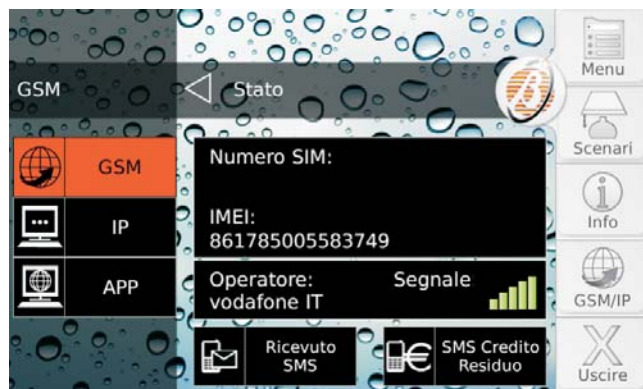 GSM
Stato
Menu
Scenari
Info
GSM/IP
Uscire
GSM
IP
APP
Numero SIM:
IMEI:
861785005583749
Operatore:
vodafone IT
Segnale
Ricevuto
SMS
SMS Credito
Residuo